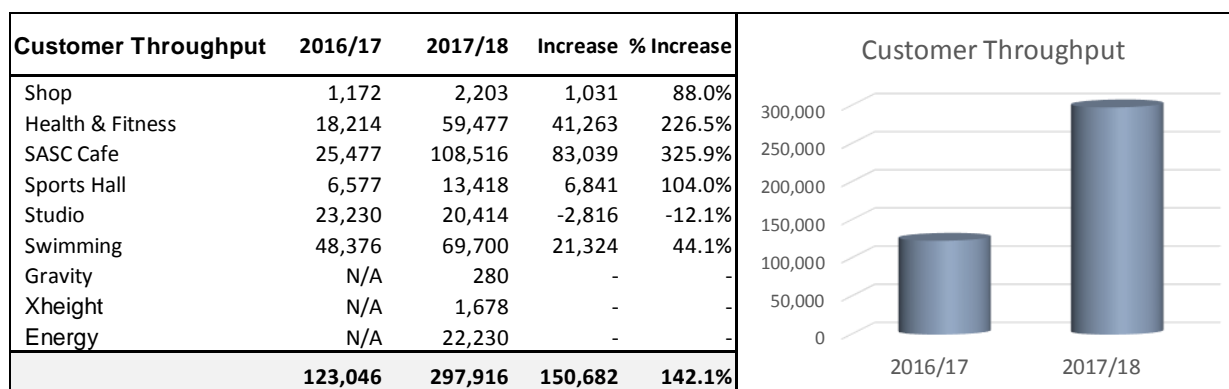 Customer Throughput 2016/17 2017/18 Increase % Increase
Shop 1,172 2,203 1,031 88.0%
Health & Fitness 18,214 59,477 41,263 226.5%
SASC Cafe 25,477 108,516 83,039 325.9%
Sports Hall 6,577 13,418 6,841 104.0%
Studio 23,230 20,414 -2,816 -12.1%
Swimming 48,376 69,700 21,324 44.1%
Gravity N/A 280 - -
Xheight N/A 1,678 - -
Energy N/A 22,230 - -
123,046 297,916 150,682 142.1%
Customer Throughput
300,000
250,000
200,000
150,000
100,000
50,000
0
2016/17 2017/18